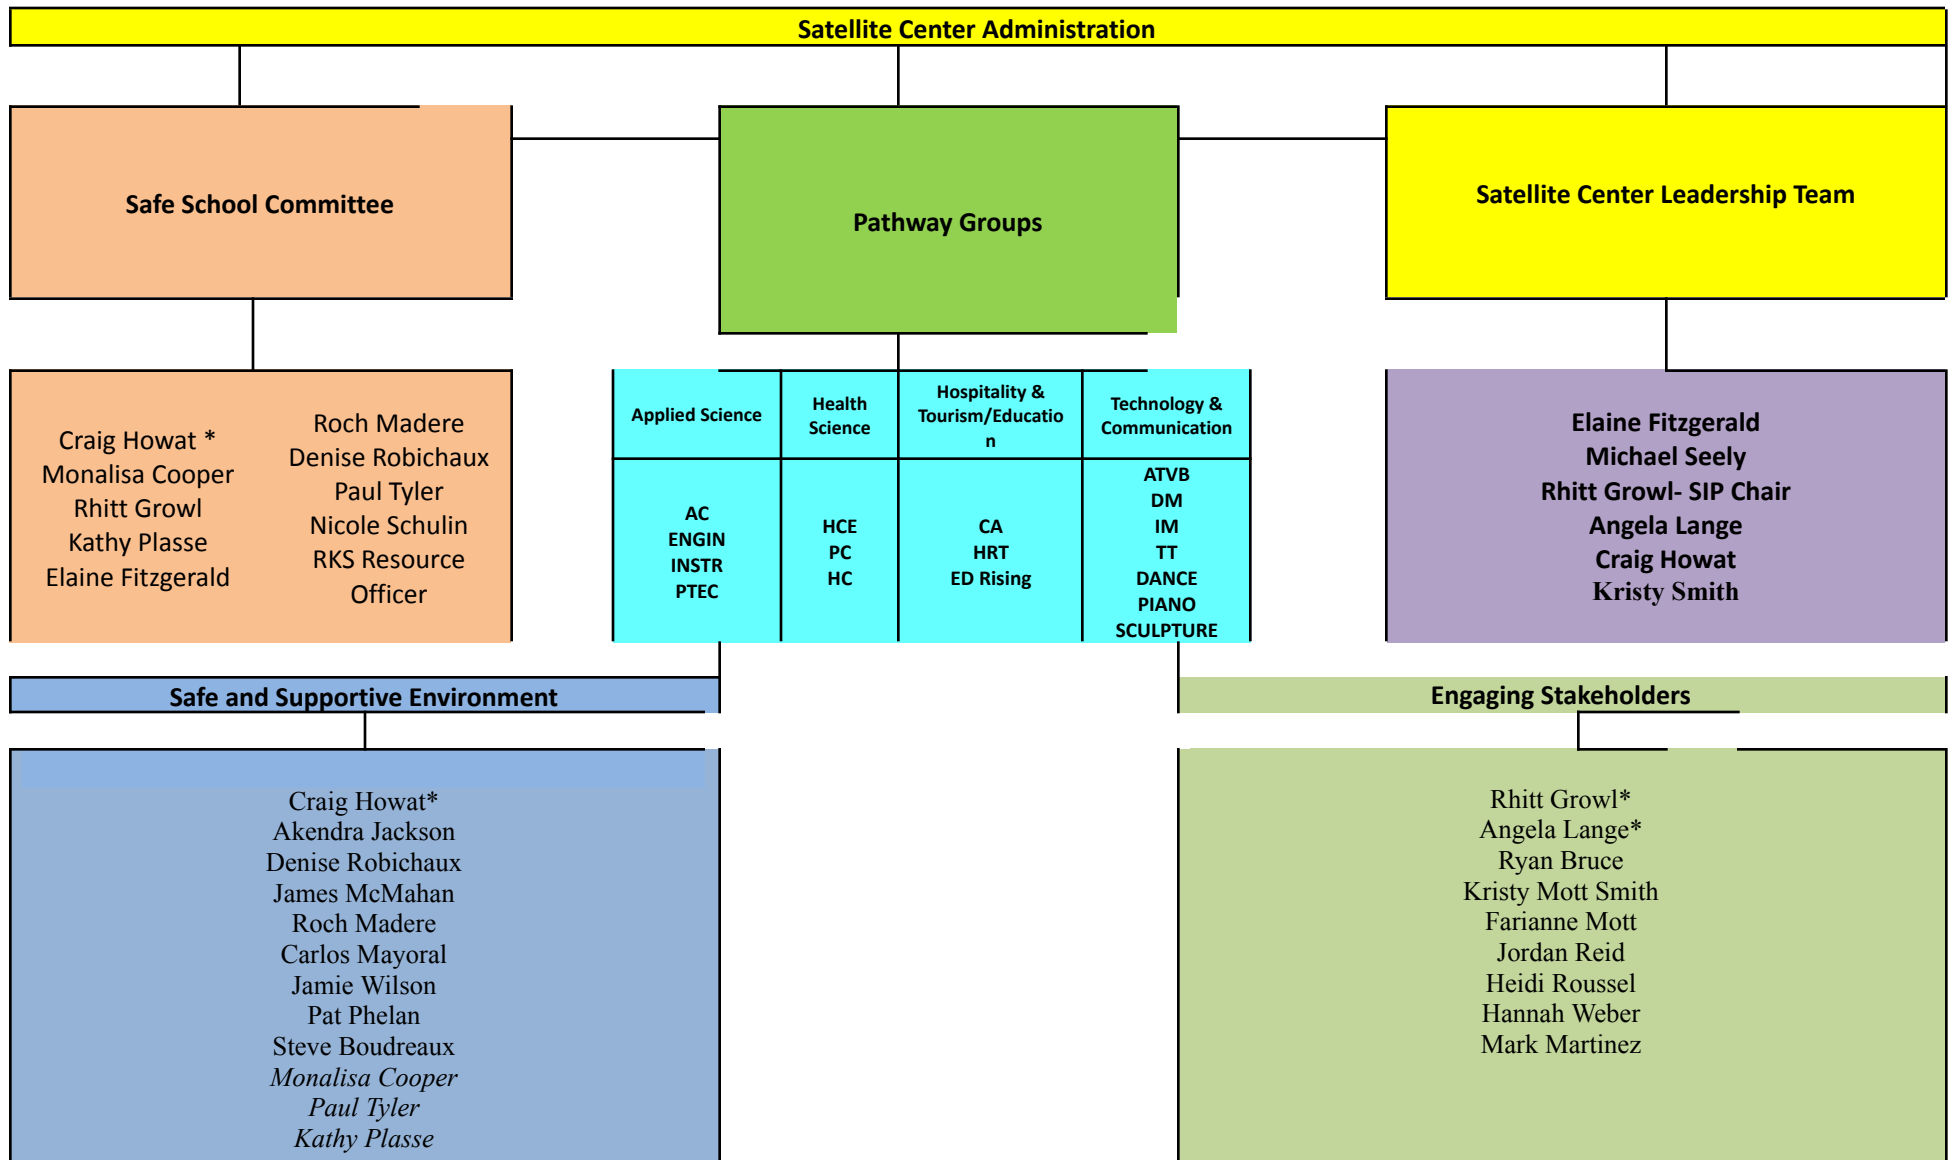 Satellite Center Administration
Safe School Committee
Pathway Groups
Satellite Center Leadership Team
Craig Howat *
Monalisa Cooper
Rhitt Growl
Kathy Plasse
Elaine Fitzgerald
Roch Madere
Denise Robichaux
Paul Tyler
Nicole Schulin
RKS Resource
Officer
Applied Science
Health
Science
Hospitality &
Tourism/Educatio
n
Technology &
Communication
AC
ENGIN
INSTR
PTEC
HCE
PC
HC
CA
HRT
ED Rising
ATVB
DM
IM
TT
DANCE
PIANO
SCULPTURE
Elaine Fitzgerald
Michael Seely
Rhitt Growl- SIP Chair
Angela Lange
Craig Howat
Kristy Smith
Safe and Supportive Environment
Engaging Stakeholders
Craig Howat*
Akendra Jackson
Denise Robichaux
James McMahan
Roch Madere
Carlos Mayoral
Jamie Wilson
Pat Phelan
Steve Boudreaux
Monalisa Cooper
Paul Tyler
Kathy Plasse
Rhitt Growl*
Angela Lange*
Ryan Bruce
Kristy Mott Smith
Farianne Mott
Jordan Reid
Heidi Roussel
Hannah Weber
Mark Martinez